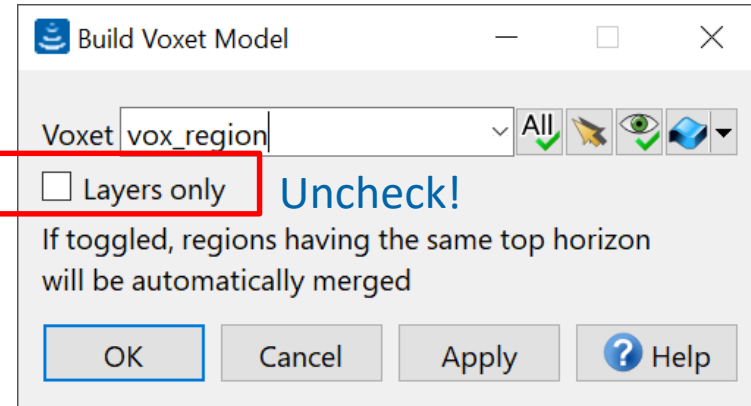 Build Voxet Model
Voxet vox_region All
Layers only Uncheck!
If toggled, regions having the same top horizon
will be automatically merged
OK Cancel Apply ? Help